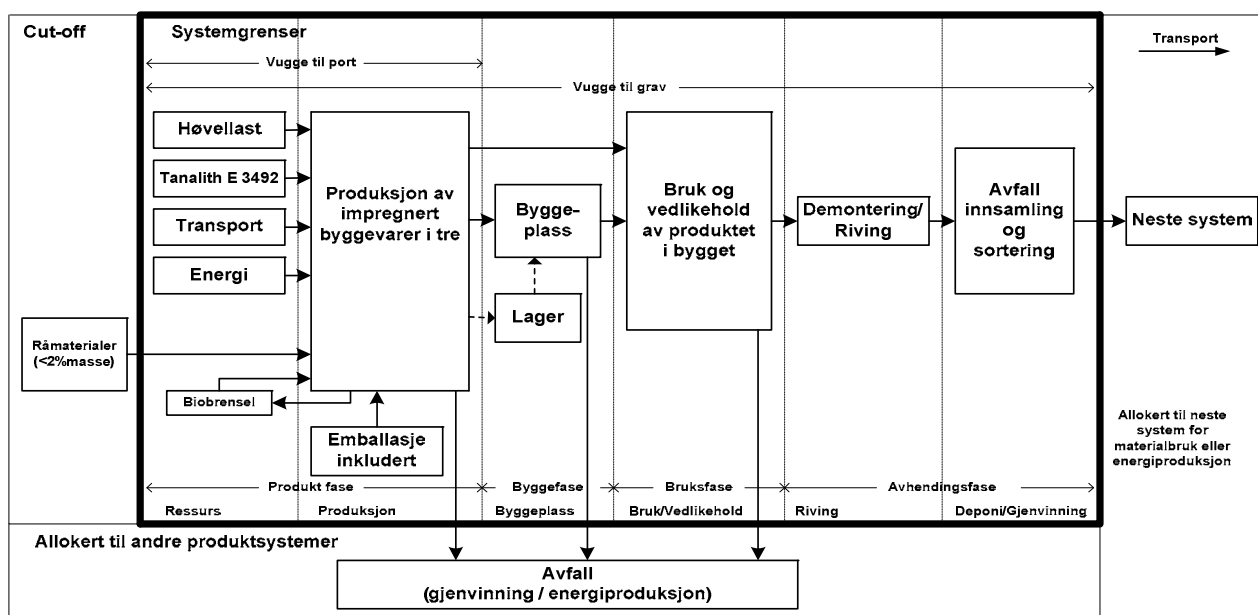 Cut-off
Systemgrenser
Transport
Vugge til port
Vugge til grav
Høvellast
Tanalith E 3492
Transport
Energi
Råmaterialer
(<2%masse)
Biobrensel
Produksjon av
impregnert
byggevarer i tre
Emballasje
inkludert
Bygge-
plass
Lager
Bruk og
vedlikehold
av produktet
i bygget
Demontering/
Riving
Avfall
innsamling
og
sortering
Neste system
Allokert til neste
system for
materialbruk eller
energiproduksjon
Produkt fase
Byggefase
Bruksfase
Avhendingsfase
Ressurs
Produksjon
Byggeplass
Bruk/Vedlikehold
Riving
Deponi/Gjenvinning
Allokert til andre produktsystemer
Avfall
(gjenvinning / energiproduksjon)